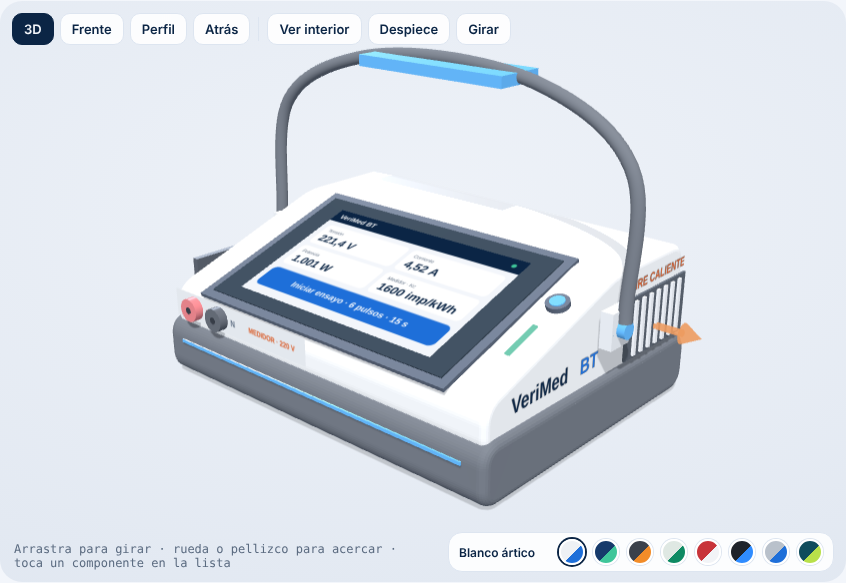 3D Frente Perfil Atrás Ver interior Despiece Girar
VeriMed BT
221,4 V
4,52 A
1.001 W
1600 imp/kWh
Iniciar ensayo · 6 pulsos · 15 s
N
MEDIDOR · 220 V
VeriMed BT
RE CALIENTE
Arrastra para girar · rueda o pellizco para acercar ·
toca un componente en la lista
Blanco ártico